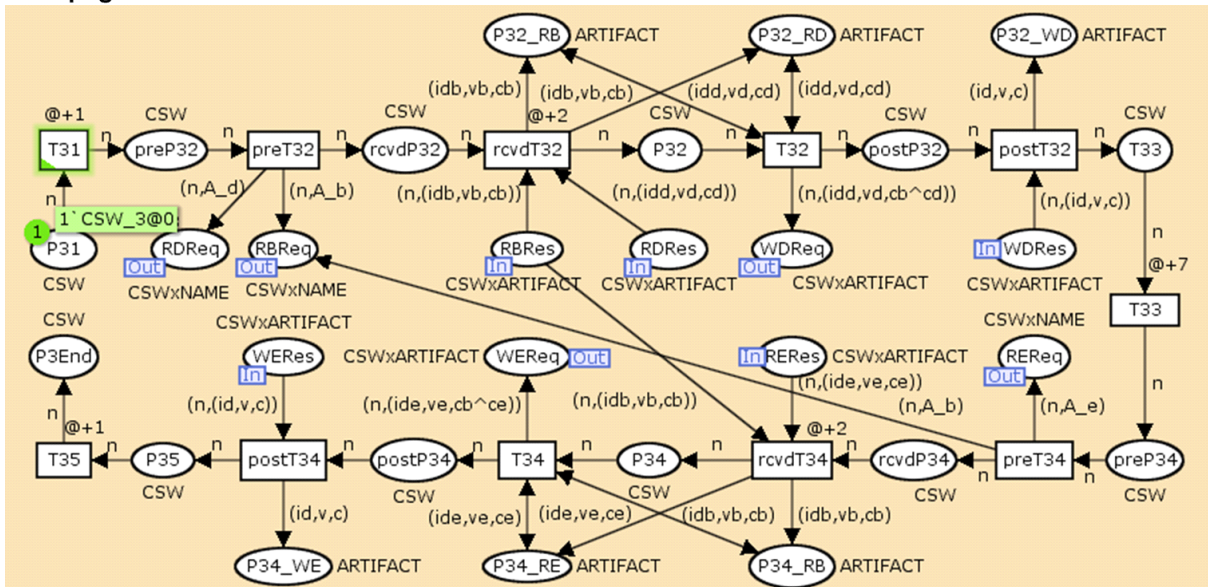 P32_RB ARTIFACT P32_RD ARTIFACT P32_WD ARTIFACT
(idb,vb,cb) (idb,vb,cb) (idd,vd,cd) (idd,vd,cd) (id,v,c)
@+1 CSW CSW @+2 CSW CSW CSW
T31 n preP32 n preT32 n rcvdP32 n rcvdT32 n P32 T32 n postP32 n postT32 n T33
(n,A_d) (n,A_b) (n,(idb,vb,cb)) (n,(idd,vd,cd)) (n,(idd,vd,cb^cd)) (n,(id,v,c))
n
1`CSW_3@0
1
P31 RDReq RBReq RBRes RDRes WDReq WDRes n
Out Out In In Out In
CSW CSWxNAME CSWxNAME CSWxARTIFACT CSWxARTIFACT CSWxARTIFACT CSWxARTIFACT @+7
T33
CSW CSWxARTIFACT CSWxNAME
P3End WERes CSWxARTIFACT WEReq Out In RERes CSWxARTIFACT REReq
In Out
n (n,(id,v,c)) (n,(ide,ve,ce)) n
(n,(ide,ve,cb^ce)) (n,(idb,vb,cb)) (n,A_b) (n,A_e)
@+1 @+2
T35 n P35 n postT34 n postP34 n T34 n P34 n rcvdT34 n rcvdP34 n preT34 n preP34
CSW CSW CSW CSW CSW
(id,v,c) (ide,ve,ce) (ide,ve,ce) (idb,vb,cb) (idb,vb,cb)
P34_WE ARTIFACT P34_RE ARTIFACT P34_RB ARTIFACT